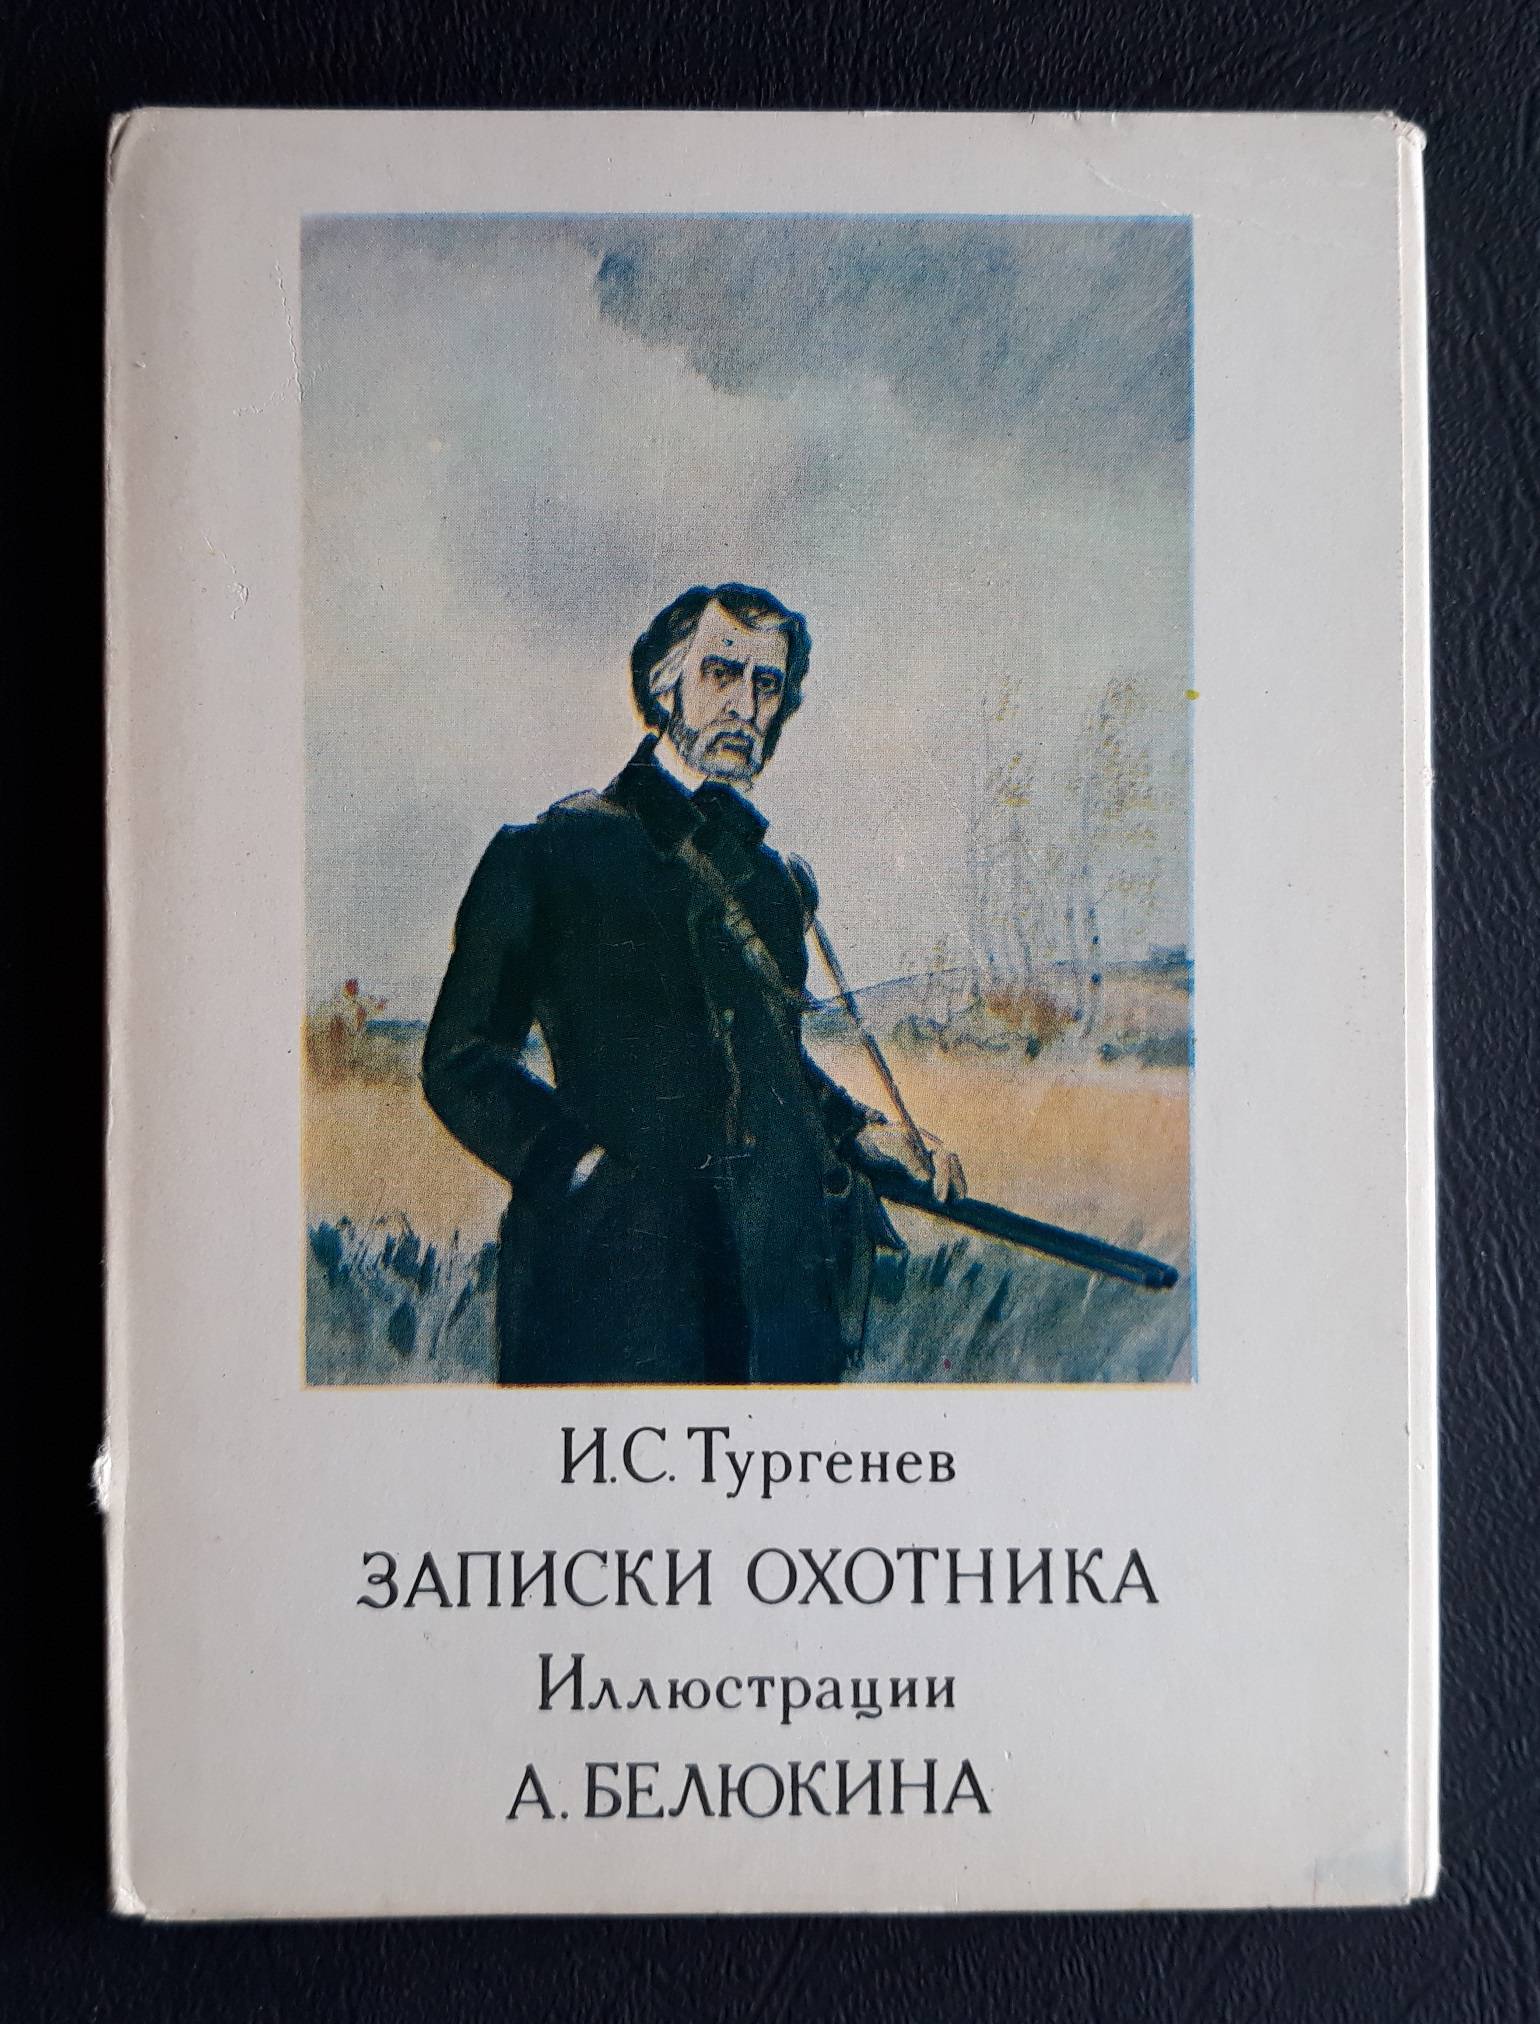 И.С. Тургенев
ЗАПИСКИ ОХОТНИКА
Иллюстрации
А. БЕЛЮКИНА